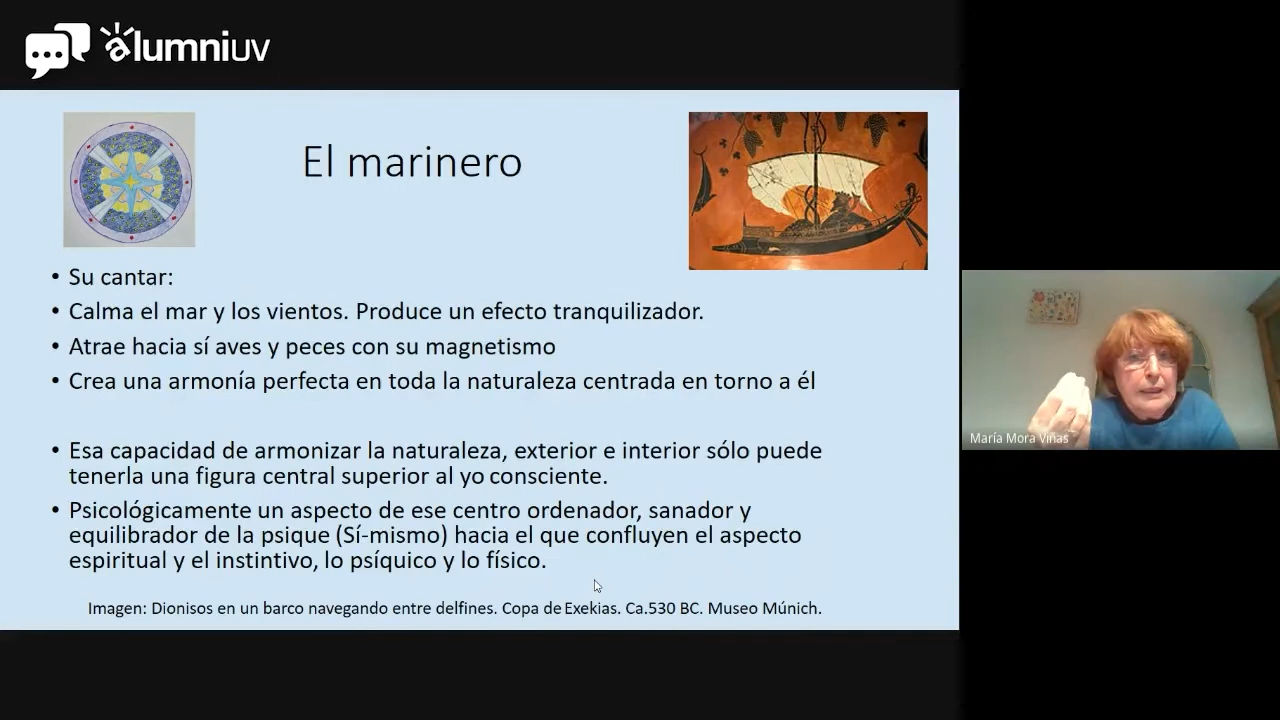 alumniuv
El marinero
• Su cantar:
• Calma el mar y los vientos. Produce un efecto tranquilizador.
• Atrae hacia sí aves y peces con su magnetismo
• Crea una armonía perfecta en toda la naturaleza centrada en torno a él
• Esa capacidad de armonizar la naturaleza, exterior e interior sólo puede
tenerla una figura central superior al yo consciente.
• Psicológicamente un aspecto de ese centro ordenador, sanador y
equilibrador de la psique (Sí-mismo) hacia el que confluyen el aspecto
espiritual y el instintivo, lo psíquico y lo físico.
Imagen: Dionisos en un barco navegando entre delfines. Copa de Exekias. Ca.530 BC. Museo Múnich.
María Mora Viñas